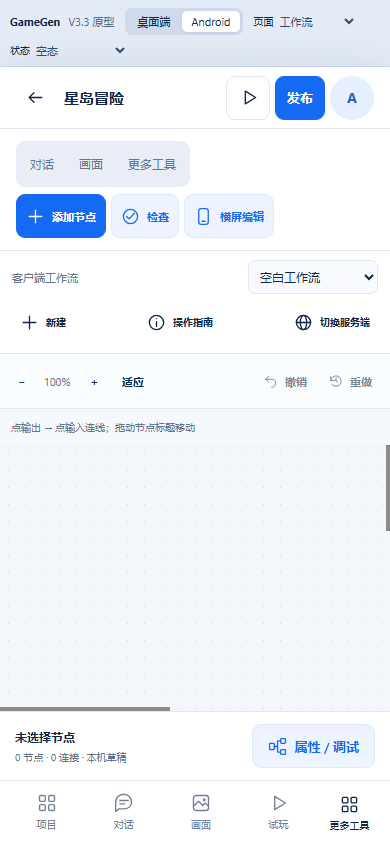 GameGen V3.3 原型 桌面端 Android 页面 工作流
状态 空态
星岛冒险 发布 A
对话 画面 更多工具
添加节点 检查 横屏编辑
客户端工作流 空白工作流
新建 操作指南 切换服务端
− 100% + 适应 撤销 重做
点输出 → 点输入连线；拖动节点标题移动
未选择节点
0 节点 · 0 连接 · 本机草稿
属性 / 调试
项目 对话 画面 试玩 更多工具